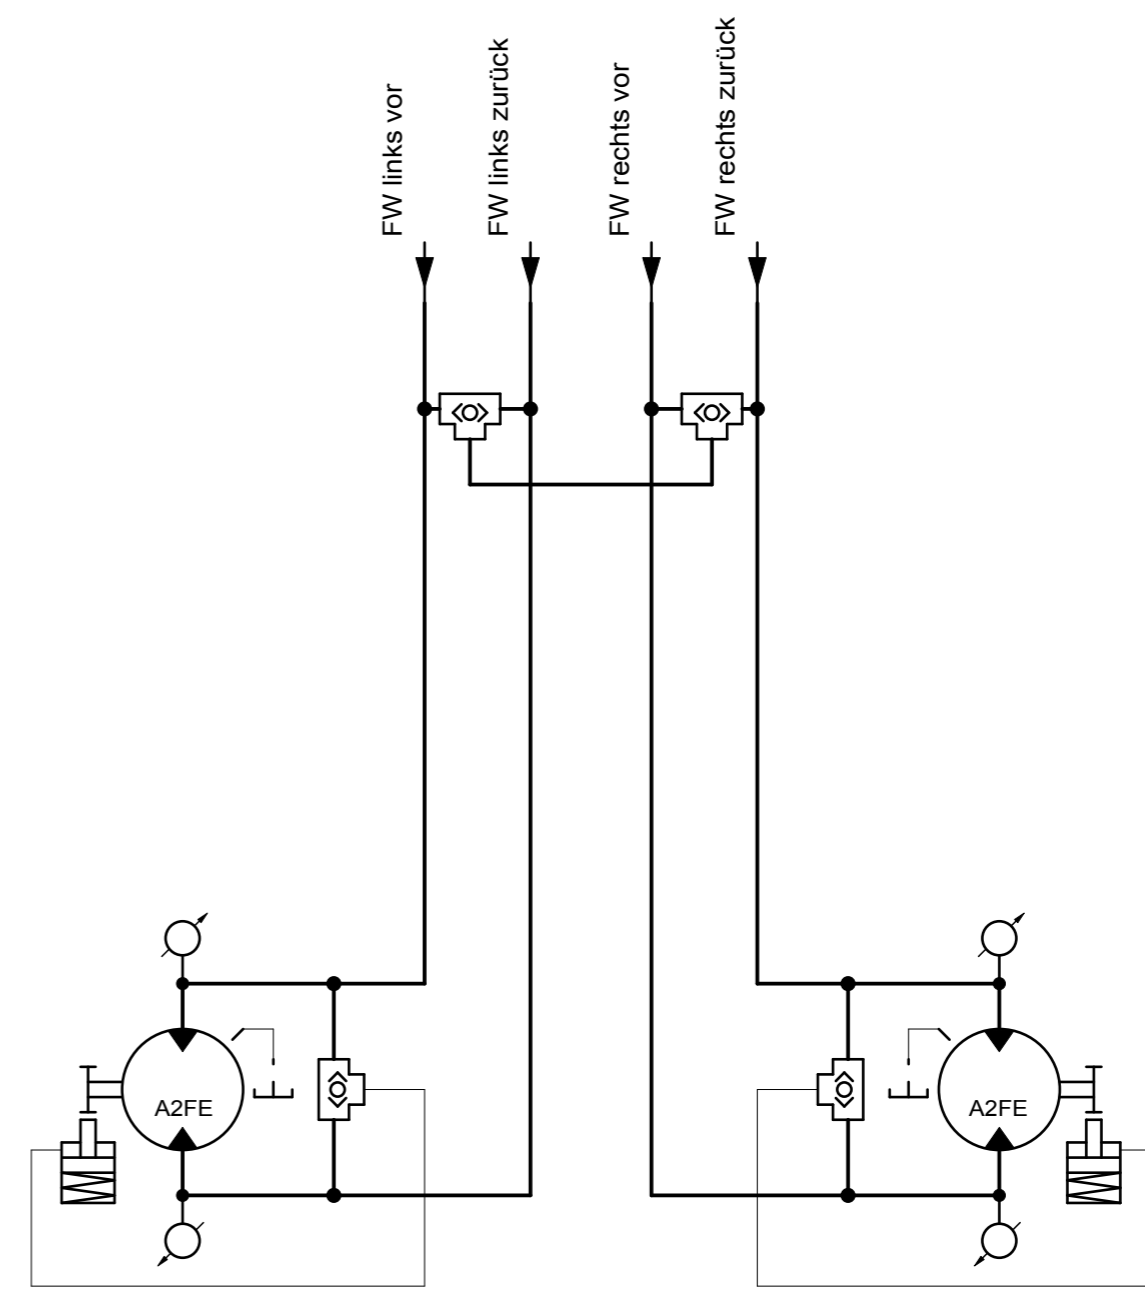 FW links vor
FW links zurück
FW rechts vor
FW rechts zurück
A2FE
A2FE